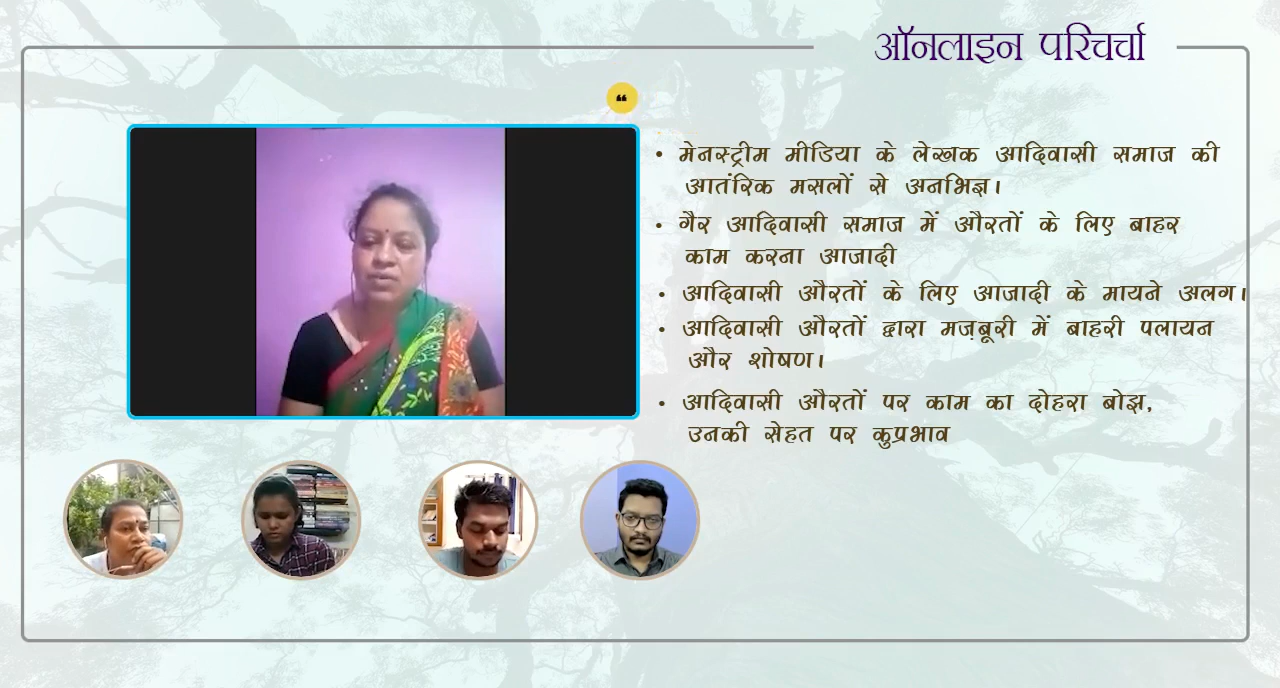 ऑनलाइन परिचर्चा
❝
• मेनस्ट्रीम मीडिया के लेखक आदिवासी समाज की
आतंरिक मसलों से अनभिज्ञ।
• गैर आदिवासी समाज में औरतों के लिए बाहर
काम करना आजादी
• आदिवासी औरतों के लिए आजादी के मायने अलग।
• आदिवासी औरतों द्वारा मज़बूरी में बाहरी पलायन
और शोषण।
• आदिवासी औरतों पर काम का दोहरा बोझ,
उनकी सेहत पर कुप्रभाव